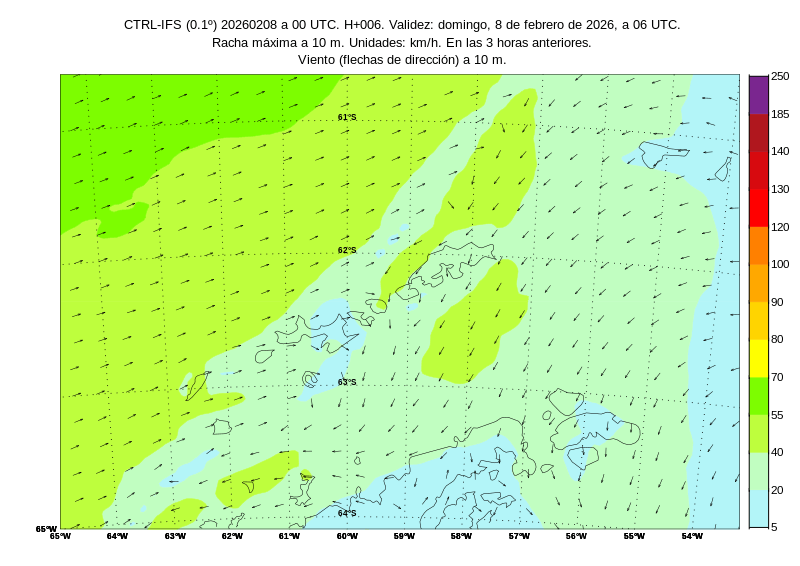 CTRL-IFS (0.1º) 20260208 a 00 UTC. H+006. Validez: domingo, 8 de febrero de 2026, a 06 UTC.
Racha máxima a 10 m. Unidades: km/h. En las 3 horas anteriores.
Viento (flechas de dirección) a 10 m.
250
185
140
130
120
100
90
80
70
55
40
20
5
61°S
62°S
63°S
64°S
65°W
65°W
64°W
63°W
62°W
61°W
60°W
59°W
58°W
57°W
56°W
55°W
54°W